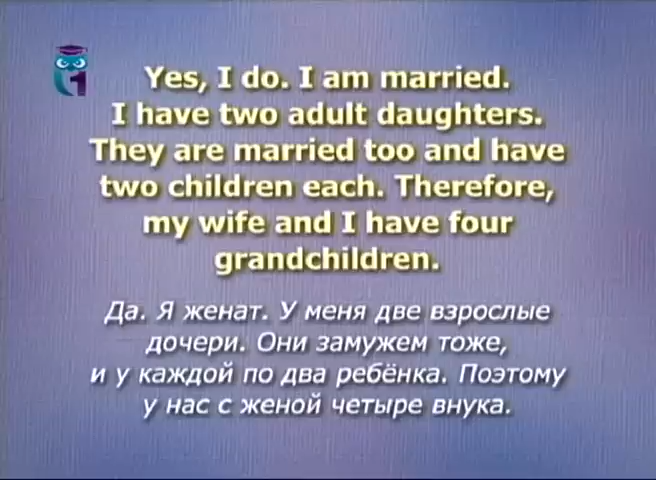 1
Yes, I do. I am married.
I have two adult daughters.
They are married too and have
two children each. Therefore,
my wife and I have four
grandchildren.
Да. Я женат. У меня две взрослые
дочери. Они замужем тоже,
и у каждой по два ребёнка. Поэтому
у нас с женой четыре внука.